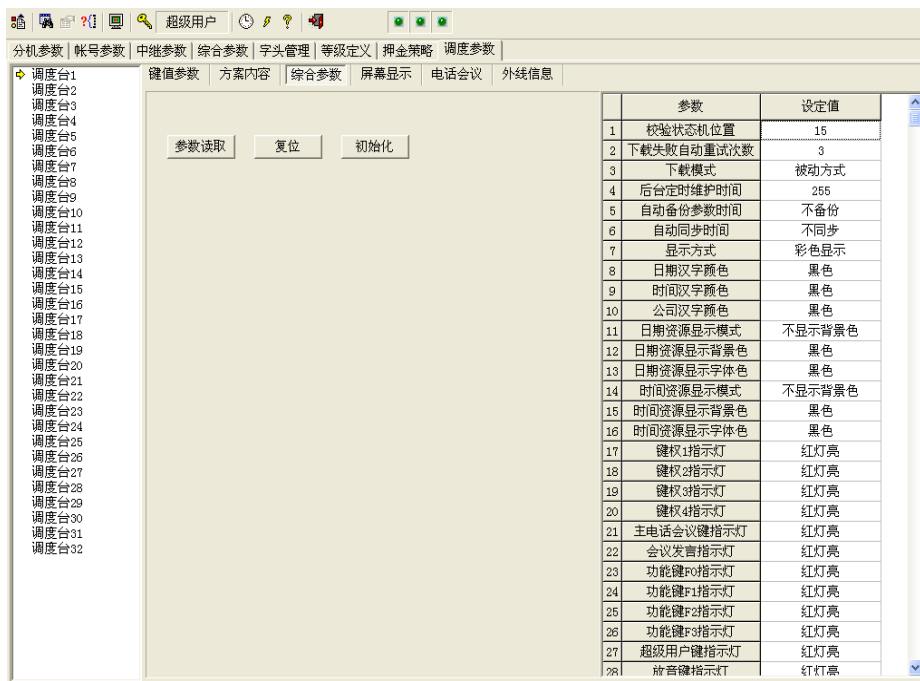 超级用户
分机参数 帐号参数 中继参数 综合参数 字头管理 等级定义 押金策略 调度参数
调度台1
调度台2
调度台3
调度台4
调度台5
调度台6
调度台7
调度台8
调度台9
调度台10
调度台11
调度台12
调度台13
调度台14
调度台15
调度台16
调度台17
调度台18
调度台19
调度台20
调度台21
调度台22
调度台23
调度台24
调度台25
调度台26
调度台27
调度台28
调度台29
调度台30
调度台31
调度台32
键值参数 方案内容 综合参数 屏幕显示 电话会议 外线信息
参数读取 复位 初始化
参数 设定值
1 校验状态机位置 15
2 下载失败自动重试次数 3
3 下载模式 被动方式
4 后台定时维护时间 255
5 自动备份参数时间 不备份
6 自动同步时间 不同步
7 显示方式 彩色显示
8 日期汉字颜色 黑色
9 时间汉字颜色 黑色
10 公司汉字颜色 黑色
11 日期资源显示模式 不显示背景色
12 日期资源显示背景色 黑色
13 日期资源显示字体色 黑色
14 时间资源显示模式 不显示背景色
15 时间资源显示背景色 黑色
16 时间资源显示字体色 黑色
17 键权1指示灯 红灯亮
18 键权2指示灯 红灯亮
19 键权3指示灯 红灯亮
20 键权4指示灯 红灯亮
21 主电话会议键指示灯 红灯亮
22 会议发言指示灯 红灯亮
23 功能键F0指示灯 红灯亮
24 功能键F1指示灯 红灯亮
25 功能键F2指示灯 红灯亮
26 功能键F3指示灯 红灯亮
27 超级用户键指示灯 红灯亮
28 放音键指示灯 红灯亮